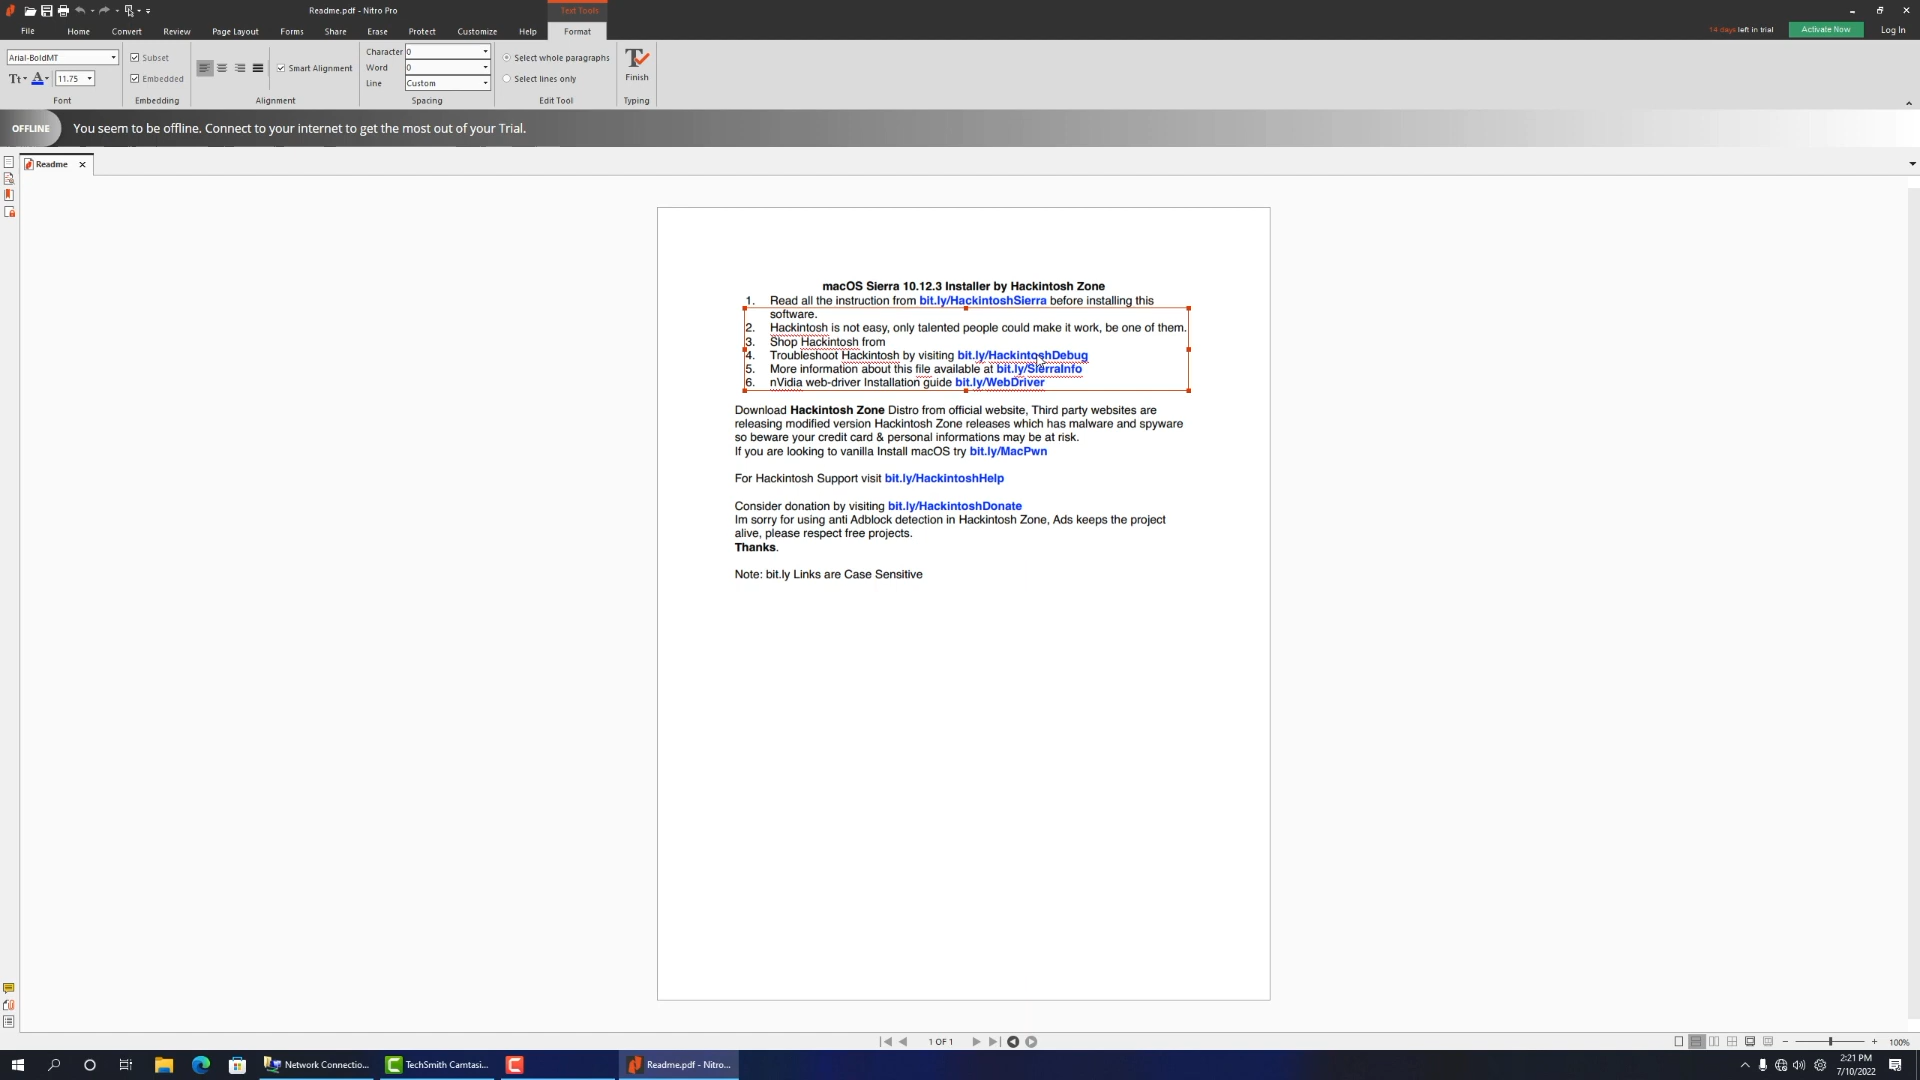 Readme.pdf - Nitro Pro
Text Tools
File Home Convert Review Page Layout Forms Share Erase Protect Customize Help Format
14 days left in trial Activate Now Log In
Arial-BoldMT
Subset
Smart Alignment
Character 0
Select whole paragraphs
Tt A 11.75
Embedded
Word 0
Select lines only
Line Custom
Finish
Font Embedding Alignment Spacing Edit Tool Typing
OFFLINE You seem to be offline. Connect to your internet to get the most out of your Trial.
Readme
macOS Sierra 10.12.3 Installer by Hackintosh Zone
1. Read all the instruction from bit.ly/HackintoshSierra before installing this
software.
2. Hackintosh is not easy, only talented people could make it work, be one of them.
3. Shop Hackintosh from
4. Troubleshoot Hackintosh by visiting bit.ly/HackintoshDebug
5. More information about this file available at bit.ly/SierraInfo
6. nVidia web-driver Installation guide bit.ly/WebDriver
Download Hackintosh Zone Distro from official website, Third party websites are
releasing modified version Hackintosh Zone releases which has malware and spyware
so beware your credit card & personal informations may be at risk.
If you are looking to vanilla Install macOS try bit.ly/MacPwn
For Hackintosh Support visit bit.ly/HackintoshHelp
Consider donation by visiting bit.ly/HackintoshDonate
Im sorry for using anti Adblock detection in Hackintosh Zone, Ads keeps the project
alive, please respect free projects.
Thanks.
Note: bit.ly Links are Case Sensitive
1 OF 1
100%
Network Connectio... TechSmith Camtasi... Readme.pdf - Nitro...
2:21 PM
7/10/2022